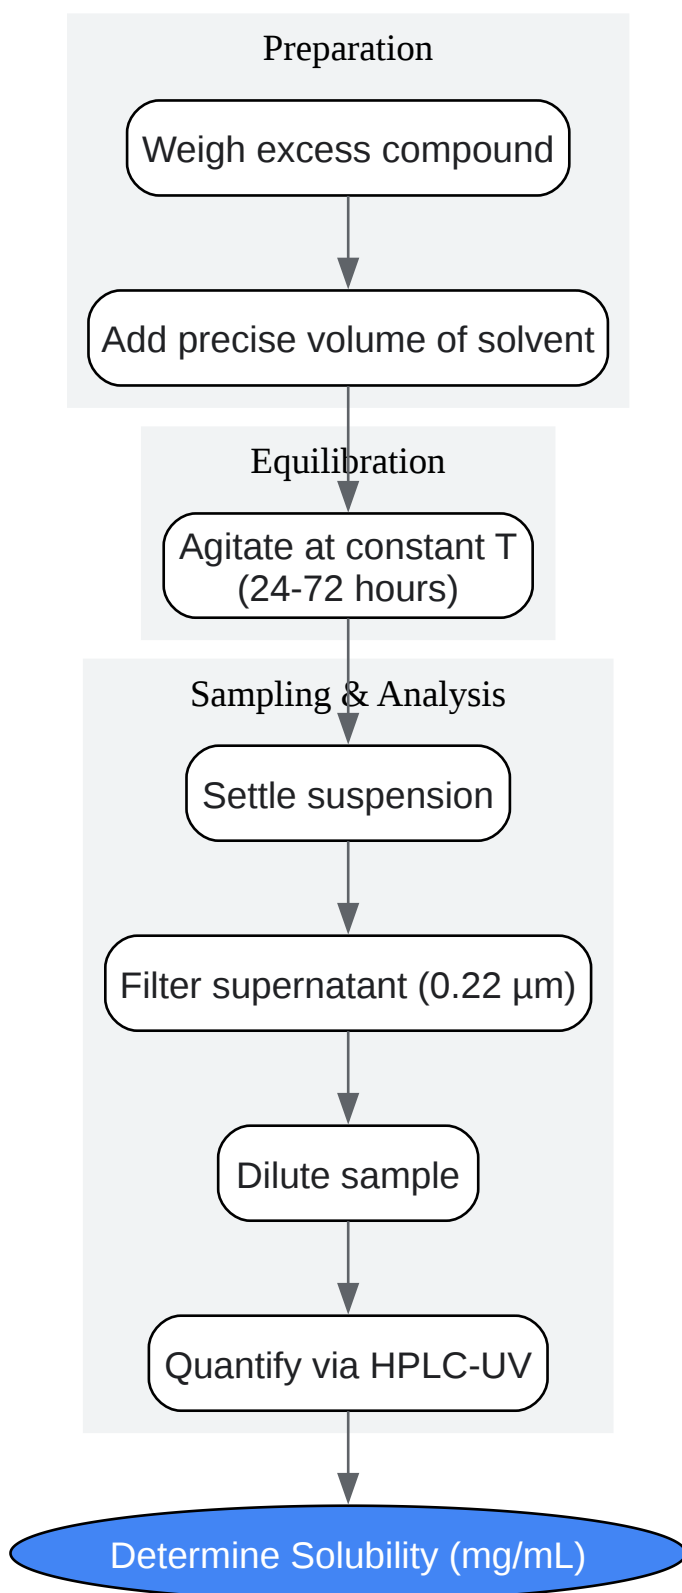 Preparation
Weigh excess compound
Add precise volume of solvent
Equilibration
Agitate at constant T
(24-72 hours)
Sampling & Analysis
Settle suspension
Filter supernatant (0.22 µm)
Dilute sample
Quantify via HPLC-UV
Determine Solubility (mg/mL)